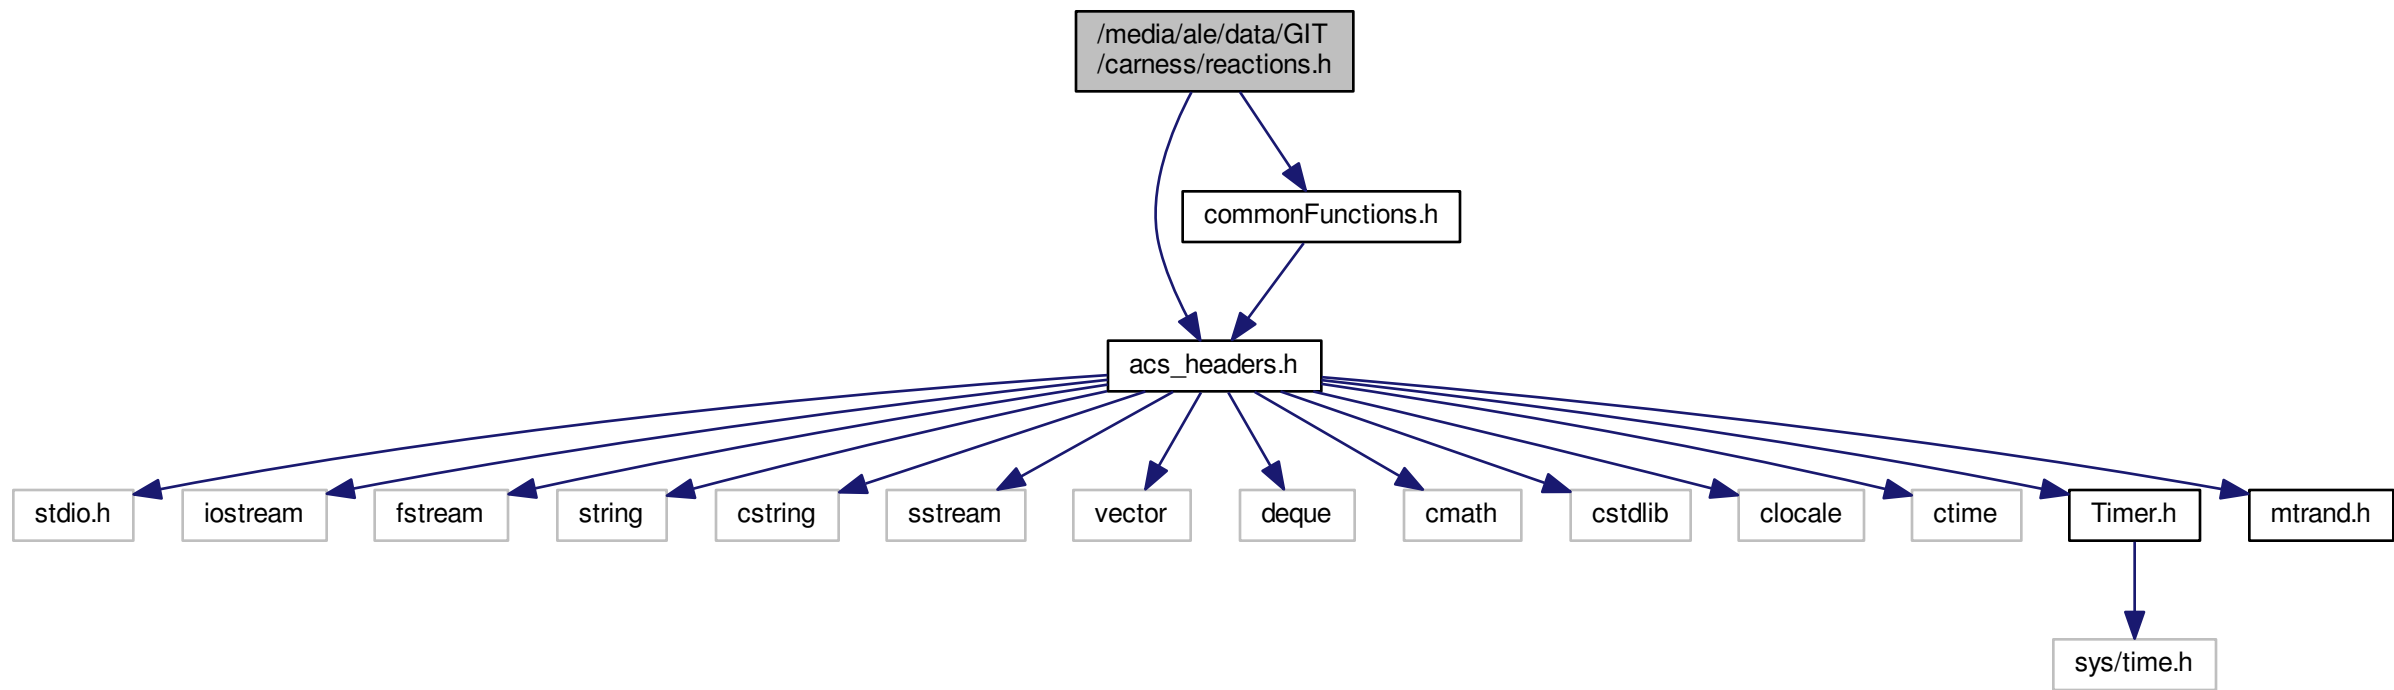 /media/ale/data/GIT
/carness/reactions.h
commonFunctions.h
acs_headers.h
stdio.h
iostream
fstream
string
cstring
sstream
vector
deque
cmath
cstdlib
clocale
ctime
Timer.h
mtrand.h
sys/time.h